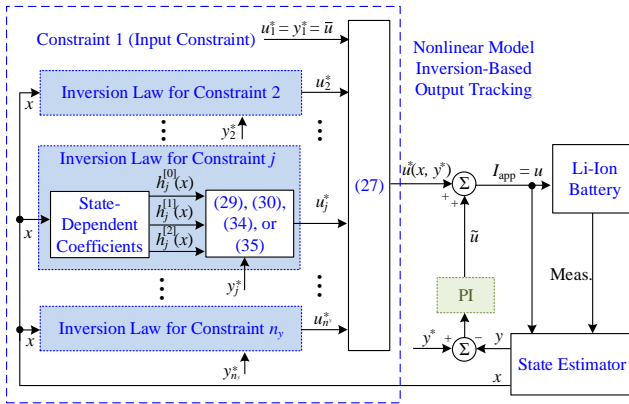 Constraint 1 (Input Constraint)
u₁* = y₁* = ū
Nonlinear Model
Inversion-Based
Output Tracking
x
Inversion Law for Constraint 2
u₂*
y₂*
Inversion Law for Constraint j
State-
Dependent
Coefficients
h_j^[0](x)
h_j^[1](x)
h_j^[2](x)
(29), (30),
(34), or
(35)
u_j*
x
y_j*
(27)
u*(x, y*)
+
+
Σ
I_app = u
Li-Ion
Battery
ũ
Meas.
PI
x
Inversion Law for Constraint n_y
u*_nʸ
y*_nₛ
y*
+
−
Σ
y
State Estimator
x